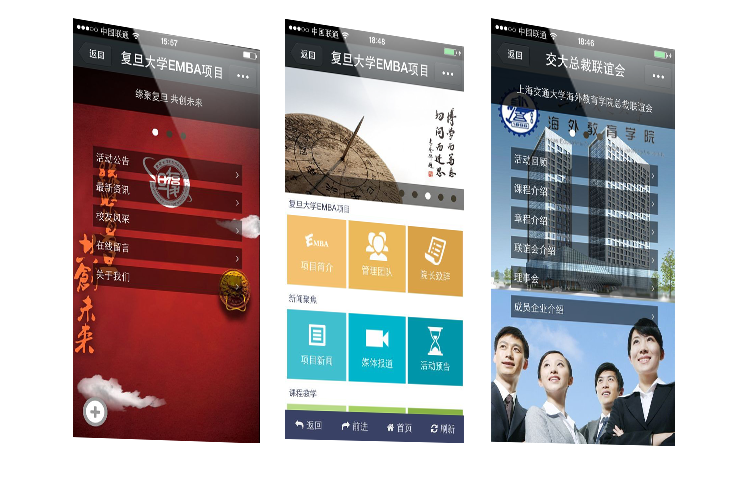 中国联通
15:57
返回
复旦大学EMBA项目
缘聚复旦 共创未来
活动公告
最新资讯
校友风采
在线留言
关于我们
共創未来
中国联通
18:48
返回
复旦大学EMBA项目
博学而笃志
切问而近思
复旦大学EMBA项目
EMBA
项目简介
管理团队
院长致辞
新闻聚焦
项目新闻
媒体报道
活动预告
课程教学
返回
前进
首页
刷新
中国联通
18:46
返回
交大总裁联谊会
上海交通大学海外教育学院总裁联谊会
海外教育学院
活动回顾
课程介绍
章程介绍
联谊会介绍
理事会
成员企业介绍